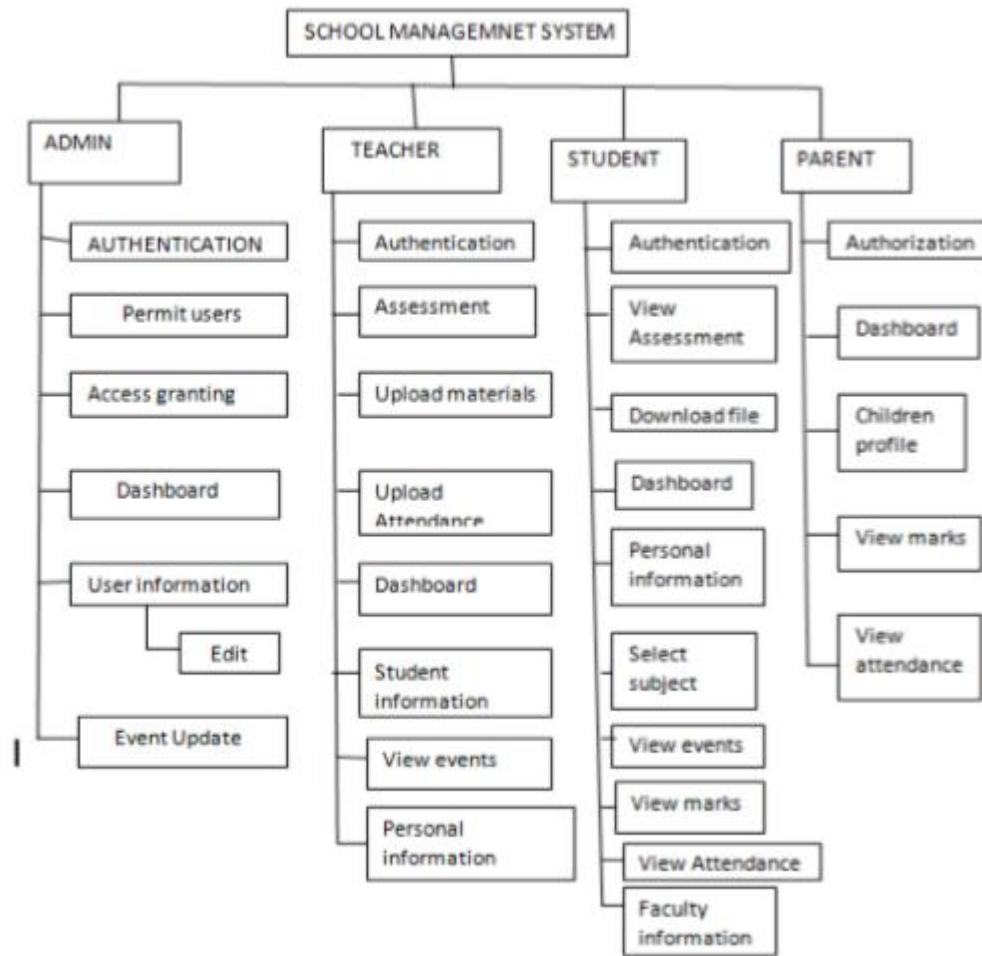 SCHOOL MANAGEMNET SYSTEM
ADMIN
AUTHENTICATION
Permit users
Access granting
Dashboard
User information
Edit
Event Update
TEACHER
Authentication
Assessment
Upload materials
Upload
Attendance
Dashboard
Student
information
View events
Personal
information
STUDENT
Authentication
View
Assessment
Download file
Dashboard
Personal
information
Select
subject
View events
View marks
View Attendance
Faculty
information
PARENT
Authorization
Dashboard
Children
profile
View marks
View
attendance